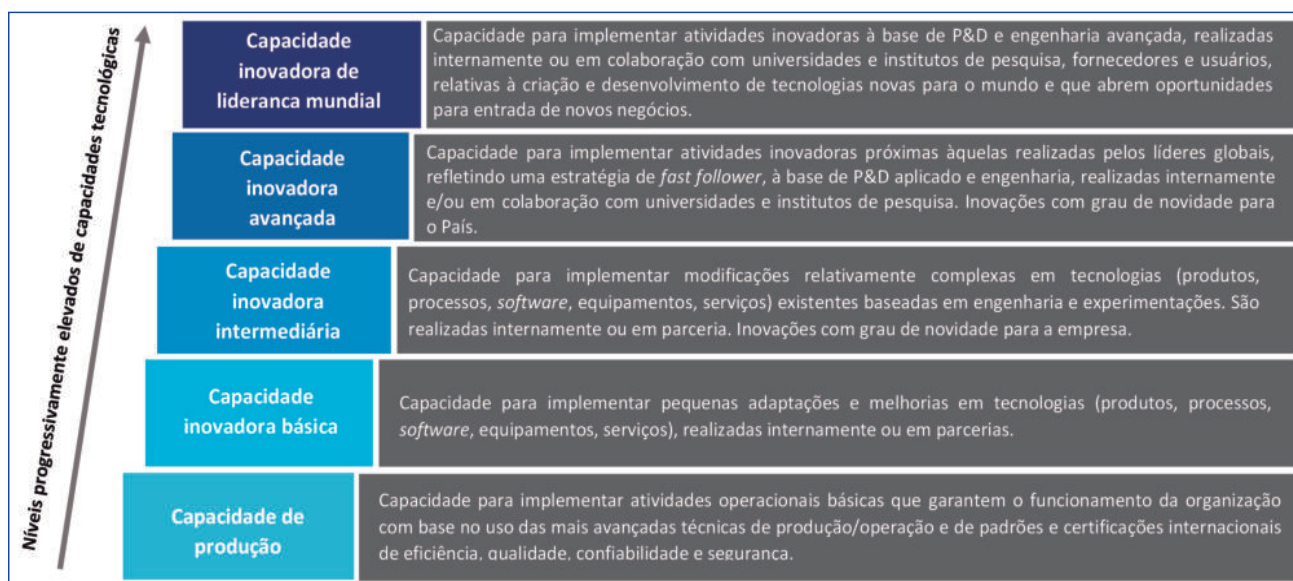 Níveis progressivamente elevados de capacidades tecnológicas
Capacidade
inovadora de
lideranca mundial
Capacidade para implementar atividades inovadoras à base de P&D e engenharia avançada, realizadas
internamente ou em colaboração com universidades e institutos de pesquisa, fornecedores e usuários,
relativas à criação e desenvolvimento de tecnologias novas para o mundo e que abrem oportunidades
para entrada de novos negócios.
Capacidade
inovadora
avançada
Capacidade para implementar atividades inovadoras próximas àquelas realizadas pelos líderes globais,
refletindo uma estratégia de fast follower, à base de P&D aplicado e engenharia, realizadas internamente
e/ou em colaboração com universidades e institutos de pesquisa. Inovações com grau de novidade para
o País.
Capacidade
inovadora
intermediária
Capacidade para implementar modificações relativamente complexas em tecnologias (produtos,
processos, software, equipamentos, serviços) existentes baseadas em engenharia e experimentações. São
realizadas internamente ou em parceria. Inovações com grau de novidade para a empresa.
Capacidade
inovadora básica
Capacidade para implementar pequenas adaptações e melhorias em tecnologias (produtos, processos,
software, equipamentos, serviços), realizadas internamente ou em parcerias.
Capacidade de
produção
Capacidade para implementar atividades operacionais básicas que garantem o funcionamento da organização
com base no uso das mais avançadas técnicas de produção/operação e de padrões e certificações internacionais
de eficiência, qualidade, confiabilidade e segurança.